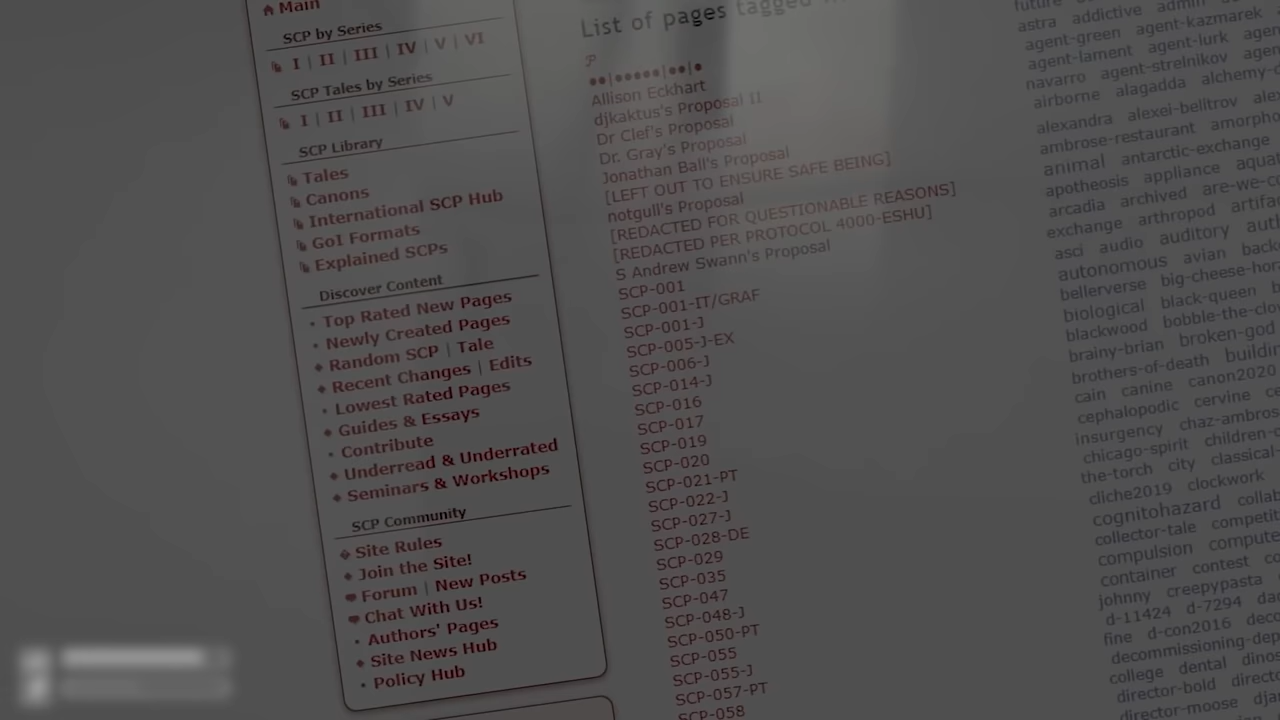 Main
SCP by Series
I | II | III | IV | V | VI
SCP Tales by Series
I | II | III | IV | V
SCP Library
Tales
Canons
International SCP Hub
GoI Formats
Explained SCPs
Discover Content
Top Rated New Pages
Newly Created Pages
Random SCP | Tale
Recent Changes | Edits
Lowest Rated Pages
Guides & Essays
Contribute
Underread & Underrated
Seminars & Workshops
SCP Community
Site Rules
Join the Site!
Forum | New Posts
Chat With Us!
Authors' Pages
Site News Hub
Policy Hub
List of pages tagged
●●|●●●●●|●●|●
Allison Eckhart
djkaktus's Proposal II
Dr Clef's Proposal
Dr. Gray's Proposal
Jonathan Ball's Proposal
[LEFT OUT TO ENSURE SAFE BEING]
notgull's Proposal
[REDACTED FOR QUESTIONABLE REASONS]
[REDACTED PER PROTOCOL 4000-ESHU]
S Andrew Swann's Proposal
SCP-001
SCP-001-IT/GRAF
SCP-001-J
SCP-005-J-EX
SCP-006-J
SCP-014-J
SCP-016
SCP-017
SCP-019
SCP-020
SCP-021-PT
SCP-022-J
SCP-027-J
SCP-028-DE
SCP-029
SCP-035
SCP-047
SCP-048-J
SCP-050-PT
SCP-055
SCP-055-J
SCP-057-PT
SCP-058
future
astra addictive admin
agent-green agent-kazmarek
agent-lament agent-lurk
navarro agent-strelnikov
airborne alagadda alchemy-
alexandra alexei-belitrov
ambrose-restaurant
animal antarctic-exchange
apotheosis appliance
arcadia archived are-we-
exchange arthropod
asci audio auditory
autonomous avian
bellerverse big-cheese-
biological black-queen
blackwood bobble-the-
brainy-brian broken-god
brothers-of-death
cain canine canon2020
cephalopodic cervine
insurgency chaz-
chicago-spirit children-
the-torch city classical-
cliche2019 clockwork
cognitohazard
collector-tale
compulsion
container contest
johnny creepypasta
d-11424 d-7294
fine d-con2016
decommissioning-
college dental
director-bold
director-moose